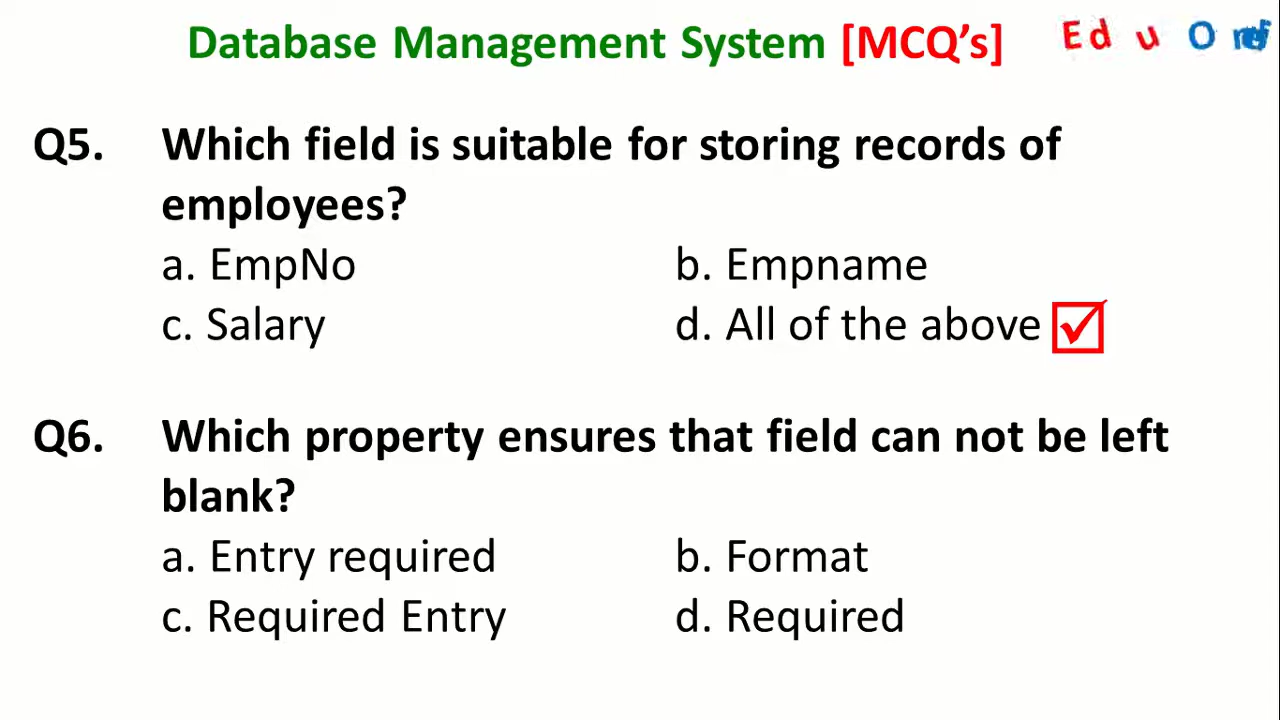 Database Management System [MCQ’s]
Edu
Q5. Which field is suitable for storing records of
employees?
a. EmpNo b. Empname
c. Salary d. All of the above
Q6. Which property ensures that field can not be left
blank?
a. Entry required b. Format
c. Required Entry d. Required